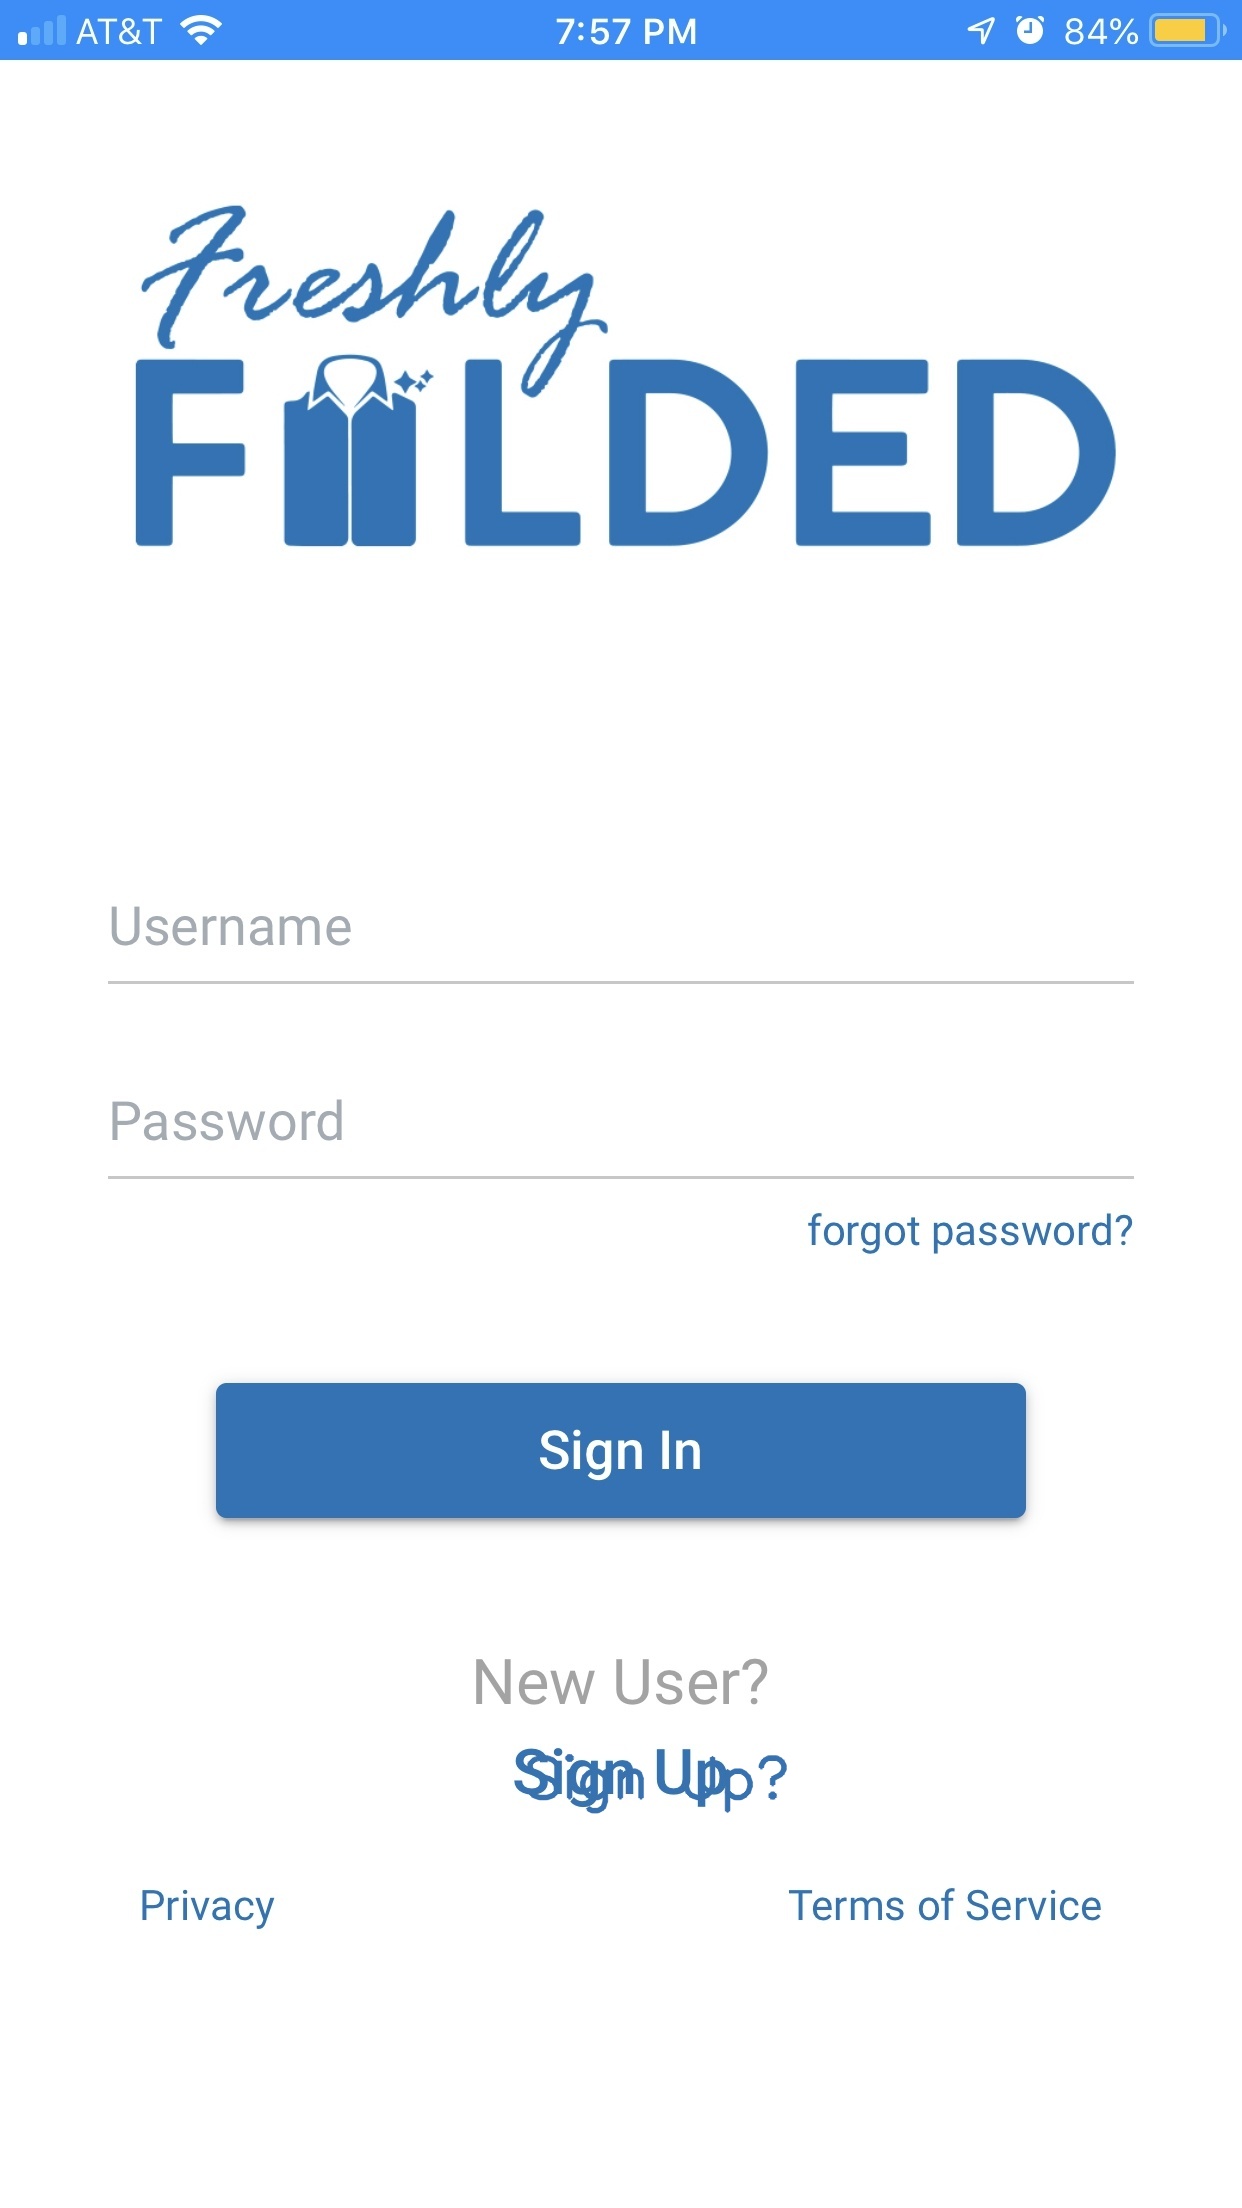 AT&T 7:57 PM 84%
Freshly
FOLDED
Username
Password
forgot password?
Sign In
New User?
Sign Up
Sign Up?
Privacy Terms of Service